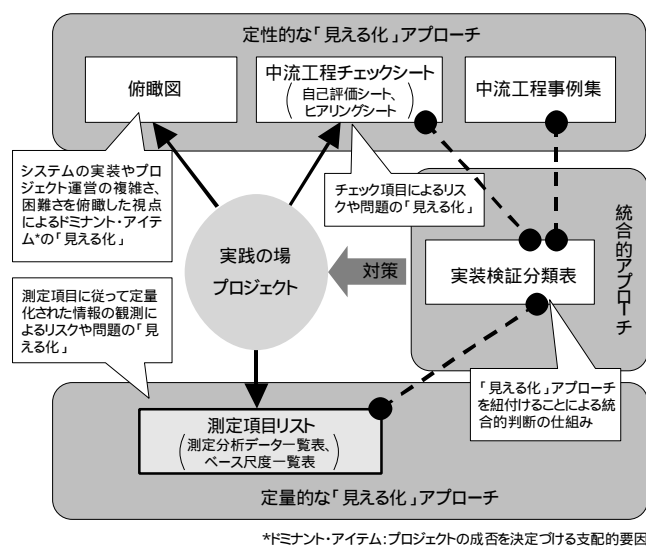 定性的な「見える化」アプローチ
俯瞰図
中流工程チェックシート
（自己評価シート、
ヒアリングシート）
中流工程事例集
システムの実装やプロ
ジェクト運営の複雑さ、
困難さを俯瞰した視点
によるドミナント・アイテ
ム*の「見える化」
チェック項目によるリス
クや問題の「見える化」
統合的アプローチ
実践の場
プロジェクト
対策
実装検証分類表
測定項目に従って定量
化された情報の観測に
よるリスクや問題の「見
える化」
「見える化」アプローチ
を紐付けることによる統
合的判断の仕組み
測定項目リスト
（測定分析データ一覧表、
ベース尺度一覧表）
定量的な「見える化」アプローチ
*ドミナント・アイテム：プロジェクトの成否を決定づける支配的要因